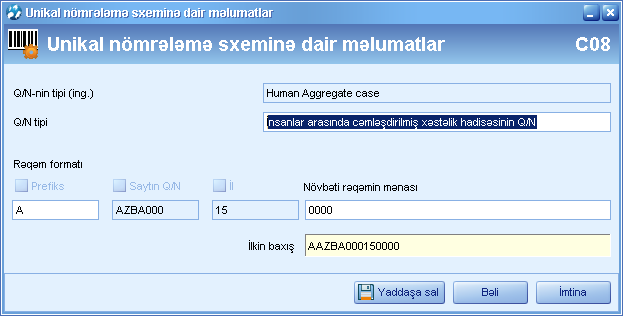 Unikal nömrələmə sxeminə dair məlumatlar
Unikal nömrələmə sxeminə dair məlumatlar C08
Q/N-nin tipi (ing.) Human Aggregate case
Q/N tipi nsanlar arasında cəmləşdirilmiş xəstəlik hadisəsinin Q/N
Rəqəm formatı
Prefiks Saytın Q/N İl Növbəti rəqəmin mənası
A AZBA000 15 0000
İlkin baxış AAZBA000150000
Yaddaşa sal Bəli İmtina